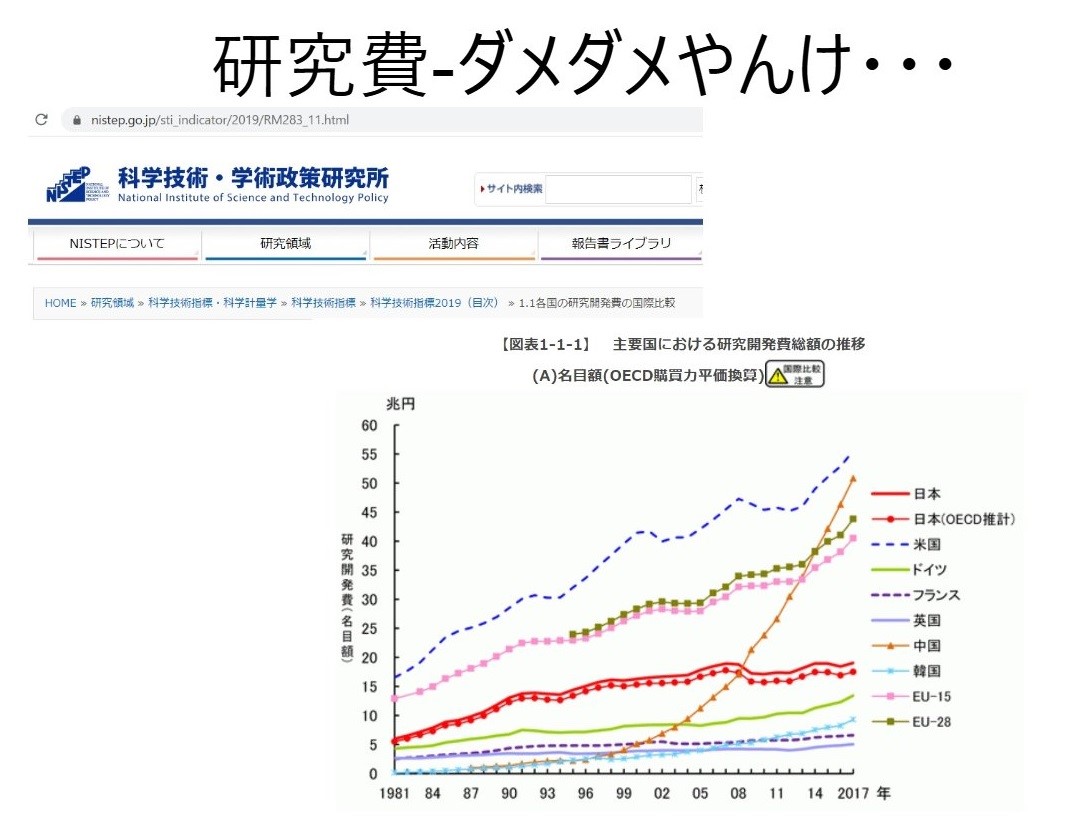 研究費-ダメダメやんけ・・・
nistep.go.jp/sti_indicator/2019/RM283_11.html
NISTEP
科学技術・学術政策研究所
National Institute of Science and Technology Policy
サイト内検索
NISTEPについて 研究領域 活動内容 報告書ライブラリ
HOME » 研究領域 » 科学技術指標・科学計量学 » 科学技術指標 » 科学技術指標2019（目次） » 1.1各国の研究開発費の国際比較
【図表1-1-1】 主要国における研究開発費総額の推移
(A)名目額(OECD購買力平価換算)
国際比較
注意
兆円
60
55
50
45
40
35
30
25
20
15
10
5
0
研究開発費(名目額)
1981 84 87 90 93 96 99 02 05 08 11 14 2017 年
日本
日本(OECD推計)
米国
ドイツ
フランス
英国
中国
韓国
EU-15
EU-28